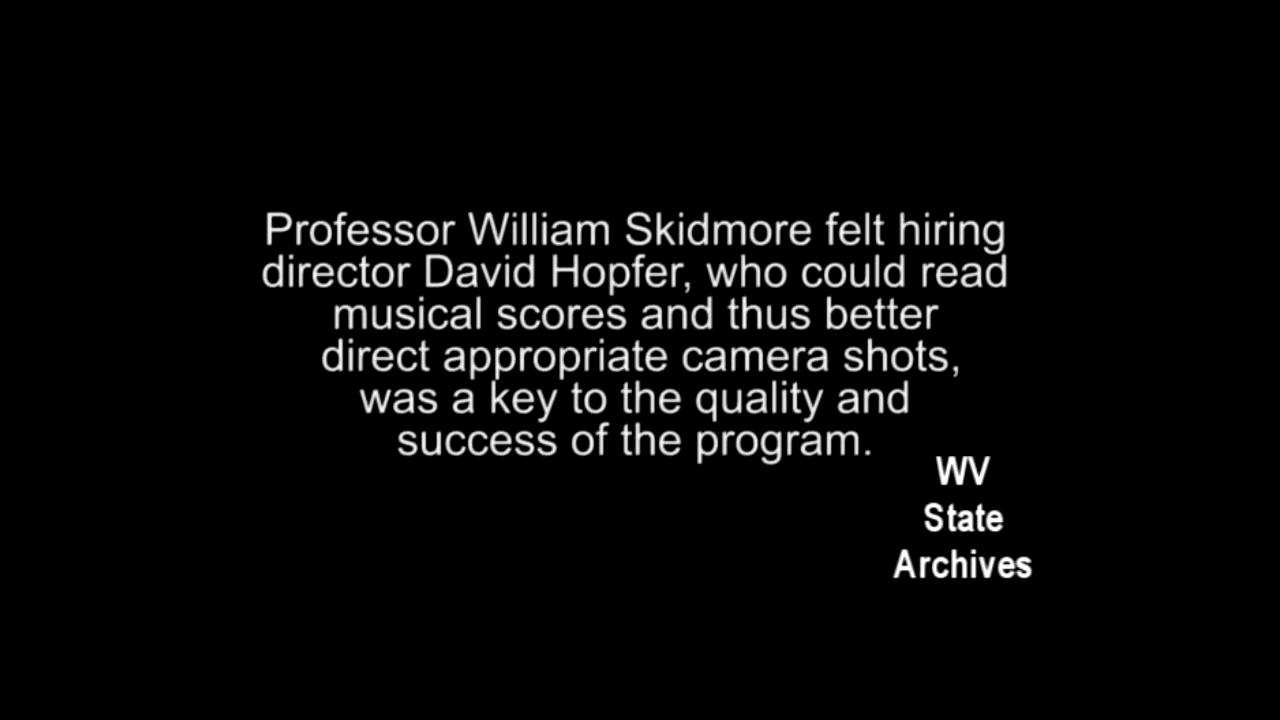 Professor William Skidmore felt hiring
director David Hopfer, who could read
musical scores and thus better
direct appropriate camera shots,
was a key to the quality and
success of the program.
WV
State
Archives